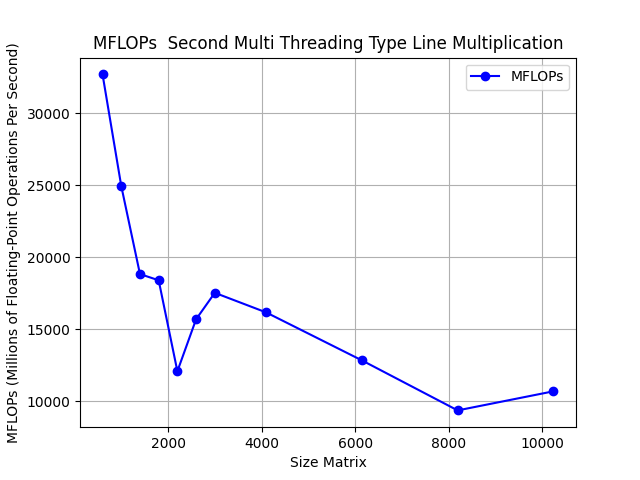 MFLOPs  Second Multi Threading Type Line Multiplication
MFLOPs
MFLOPs (Millions of Floating-Point Operations Per Second)
30000
25000
20000
15000
10000
2000 4000 6000 8000 10000
Size Matrix